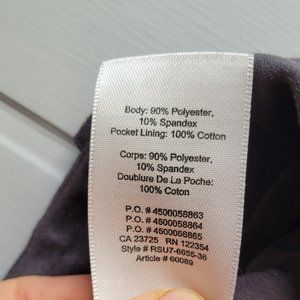 Body: 90% Polyester,
10% Spandex
Pocket Lining: 100% Cotton
Corps: 90% Polyester,
10% Spandex
Doublure De La Poche:
100% Coton
P.O. # 4500058863
P.O. # 4500058864
P.O. # 4500058865
CA 23725 RN 122354
Style # RSU7-6655-36
Article # 60089